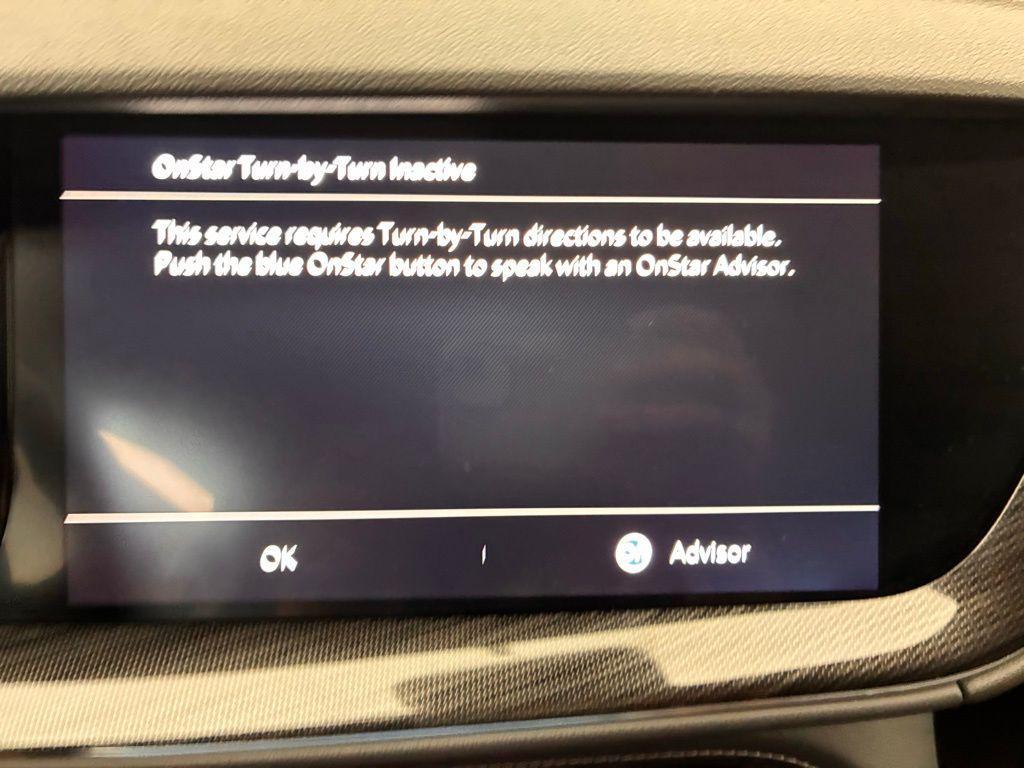 OnStar Turn-by-Turn Inactive
This service requires Turn-by-Turn directions to be available.
Push the blue OnStar button to speak with an OnStar Advisor.
OK
On Advisor